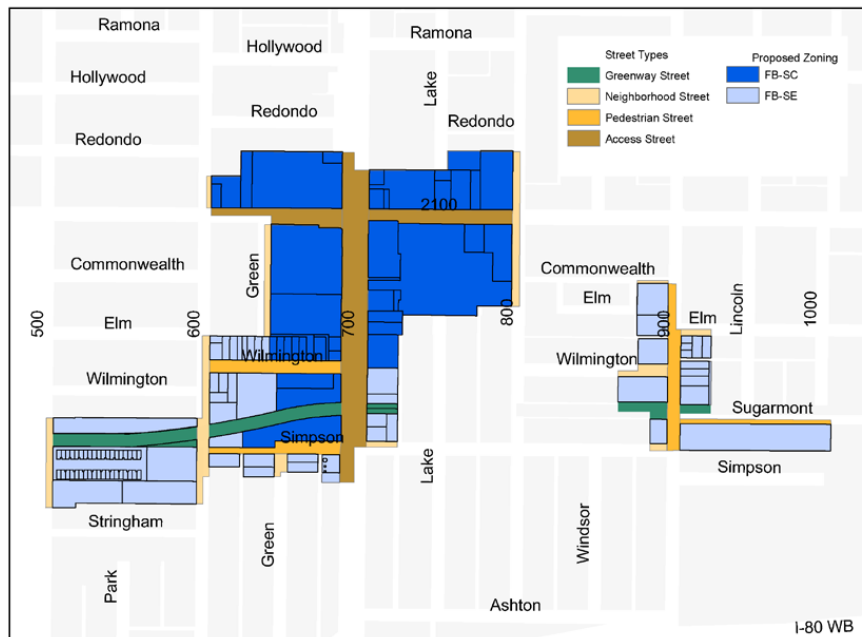 Ramona
Hollywood
Ramona
Hollywood
Lake
Redondo
Redondo
Redondo
Street Types
Greenway Street
Neighborhood Street
Pedestrian Street
Access Street
Proposed Zoning
FB-SC
FB-SE
2100
Commonwealth
Green
Commonwealth
Elm
Lincoln
500
Elm
600
700
800
900
Elm
1000
Wilmington
Wilmington
Wilmington
Sugarmont
Simpson
Simpson
Lake
Stringham
Green
Windsor
Park
Ashton
i-80 WB